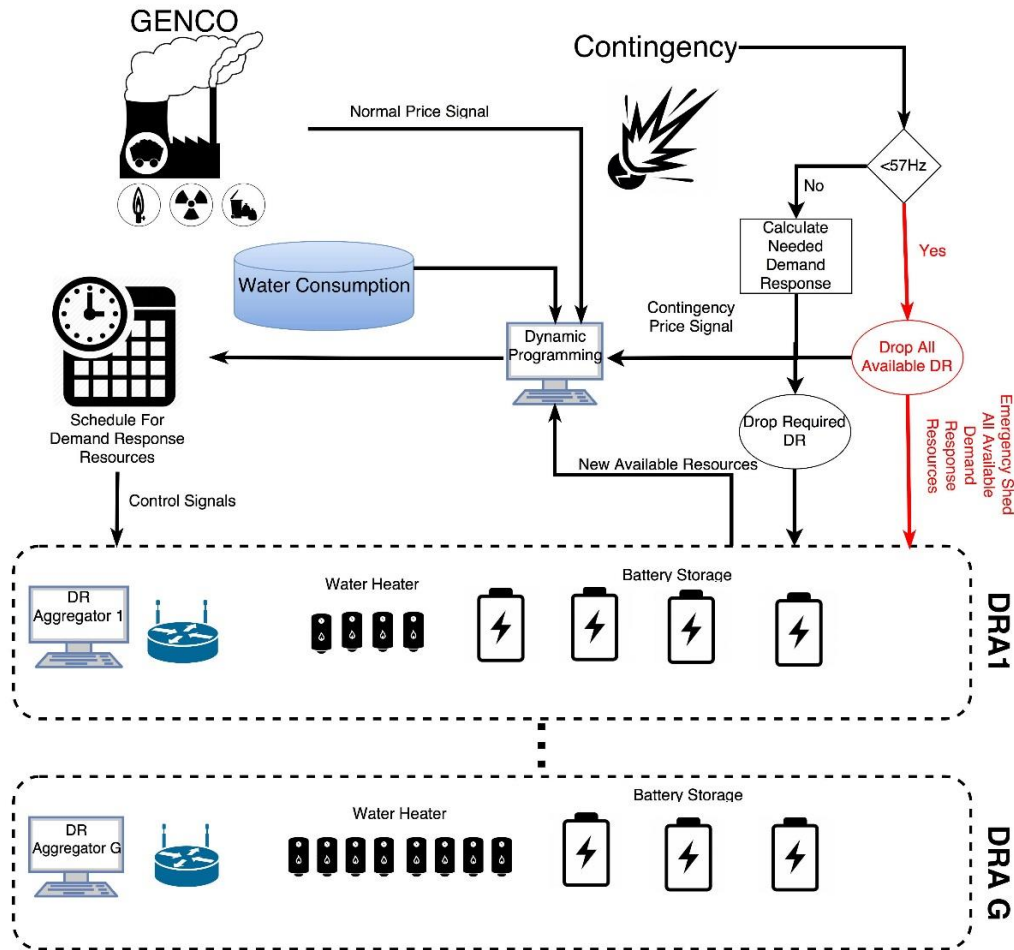 GENCO
Contingency
Normal Price Signal
<57Hz
No
Calculate
Needed
Demand
Response
Yes
Water Consumption
Contingency
Price Signal
Dynamic
Programming
Drop All
Available DR
Schedule For
Demand Response
Resources
Drop Required
DR
Emergency Shed
All Available
Demand
Response
Resources
New Available Resources
Control Signals
DR
Aggregator 1
Water Heater
Battery Storage
DRA1
DR
Aggregator G
Water Heater
Battery Storage
DRA G